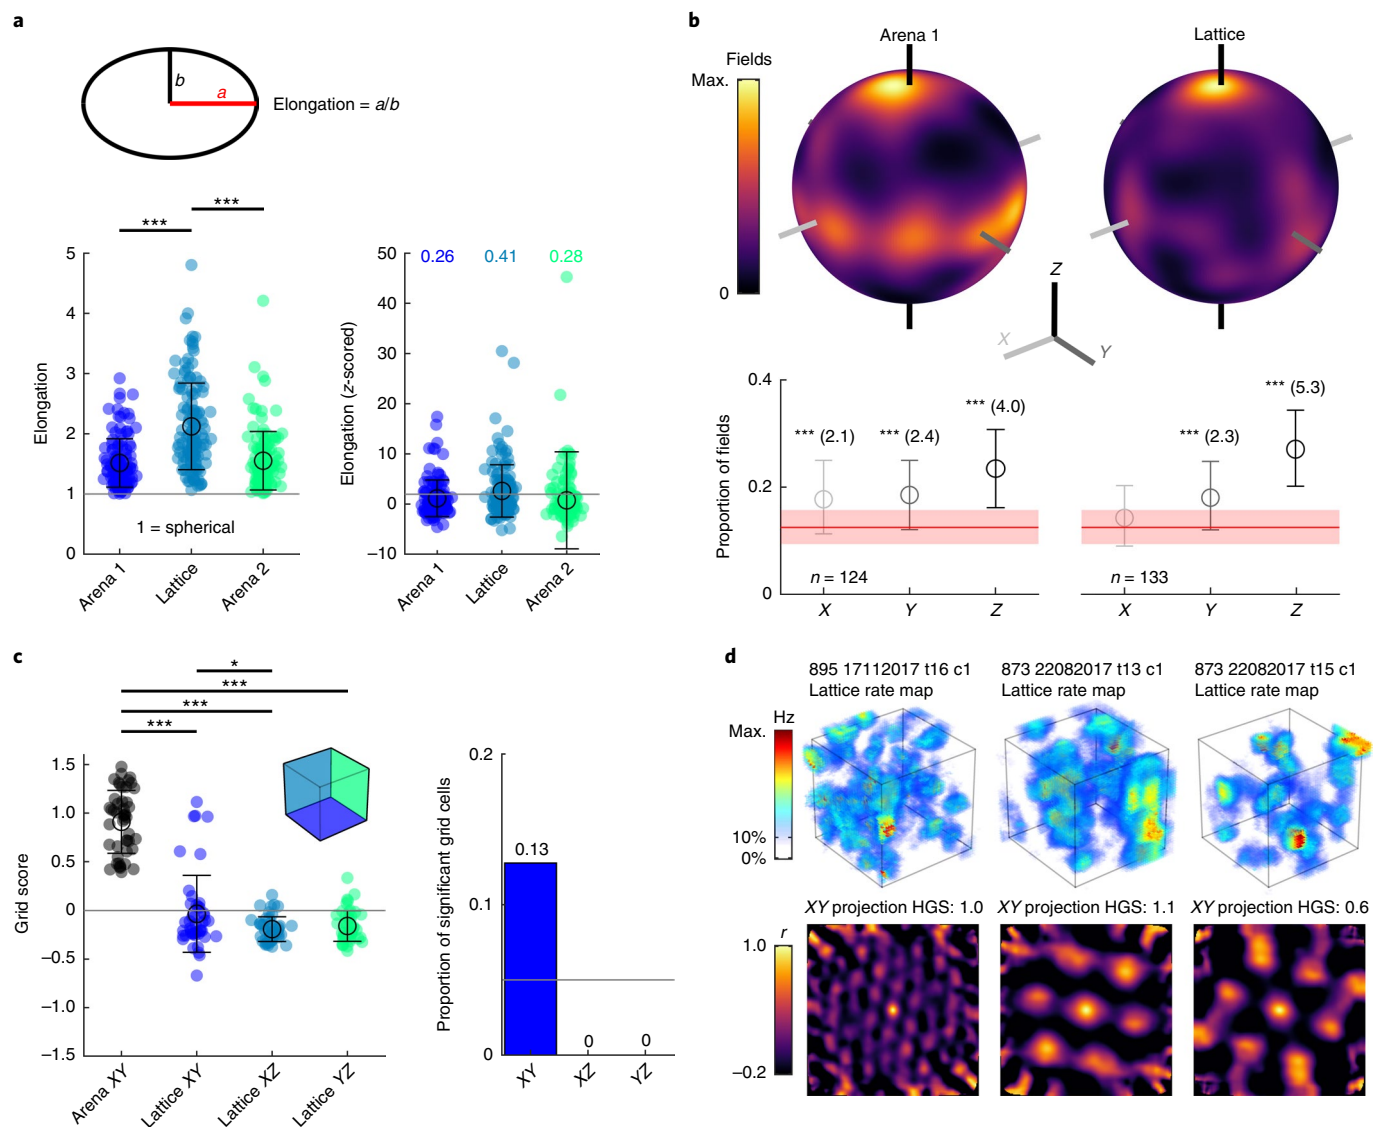 a
b
a
Elongation = a/b
***
***
5
4
3
2
1
0
Elongation
1 = spherical
Arena 1
Lattice
Arena 2
50
40
30
20
10
0
−10
Elongation (z-scored)
0.26
0.41
0.28
Arena 1
Lattice
Arena 2
b
Fields
Max.
0
Arena 1
Lattice
Z
X
Y
0.4
0.2
0
Proportion of fields
*** (2.1)
*** (2.4)
*** (4.0)
*** (2.3)
*** (5.3)
n = 124
n = 133
X
Y
Z
X
Y
Z
c
*
***
***
***
1.5
1.0
0.5
0
−0.5
−1.0
−1.5
Grid score
Arena XY
Lattice XY
Lattice XZ
Lattice YZ
0.2
0.1
0
Proportion of significant grid cells
0.13
0
0
XY
XZ
YZ
d
895 17112017 t16 c1
Lattice rate map
873 22082017 t13 c1
Lattice rate map
873 22082017 t15 c1
Lattice rate map
Hz
Max.
10%
0%
XY projection HGS: 1.0
XY projection HGS: 1.1
XY projection HGS: 0.6
r
1.0
−0.2